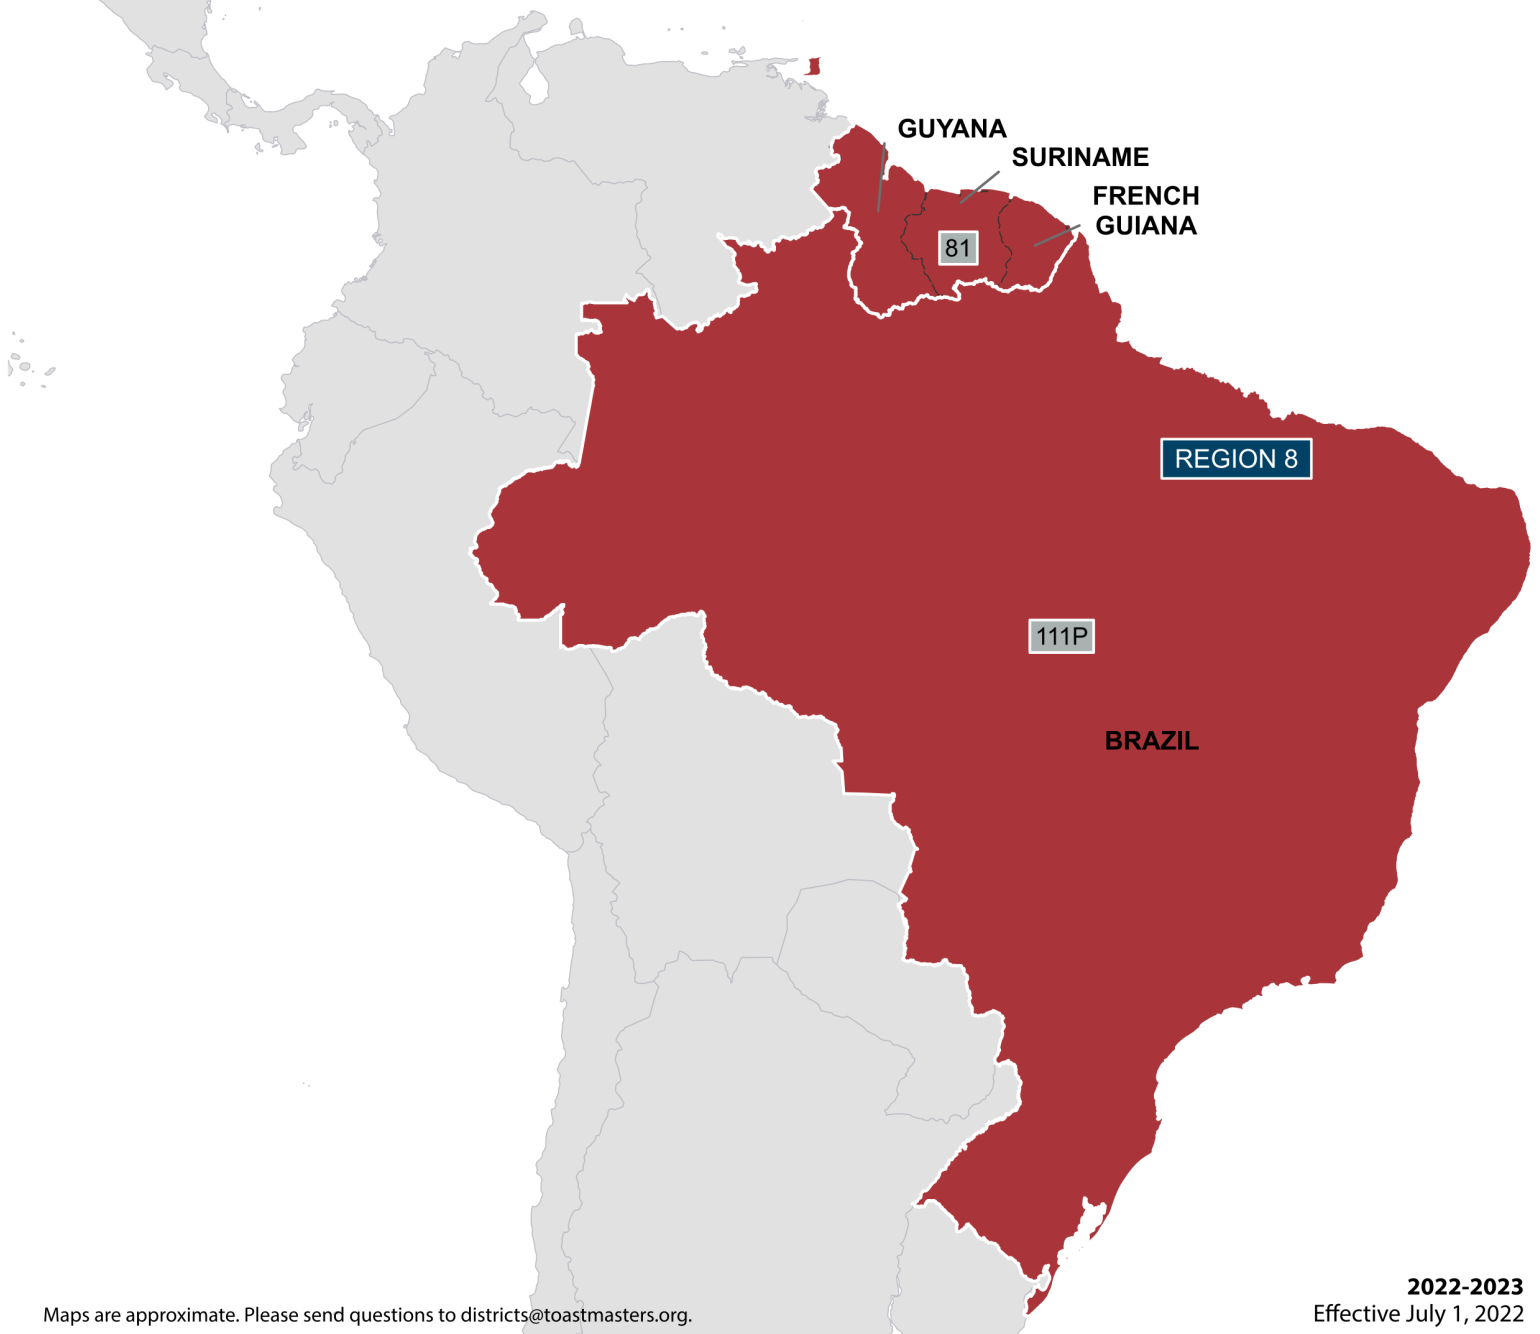 GUYANA
SURINAME
FRENCH
GUIANA
81
REGION 8
111P
BRAZIL
2022-2023
Maps are approximate. Please send questions to districts@toastmasters.org.
Effective July 1, 2022